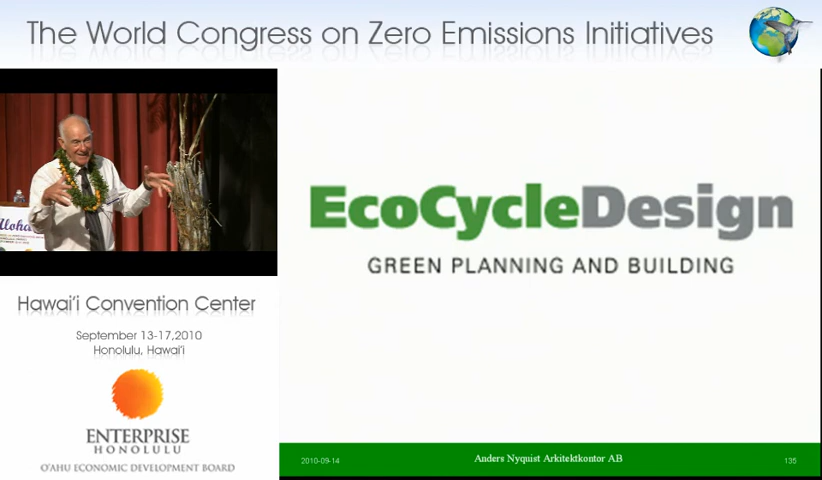 The World Congress on Zero Emissions Initiatives
Aloha
EcoCycleDesign
GREEN PLANNING AND BUILDING
Hawai'i Convention Center
September 13-17,2010
Honolulu, Hawai'i
ENTERPRISE
HONOLULU
O'AHU ECONOMIC DEVELOPMENT BOARD
2010-09-14
Anders Nyquist Arkitektkontor AB
135